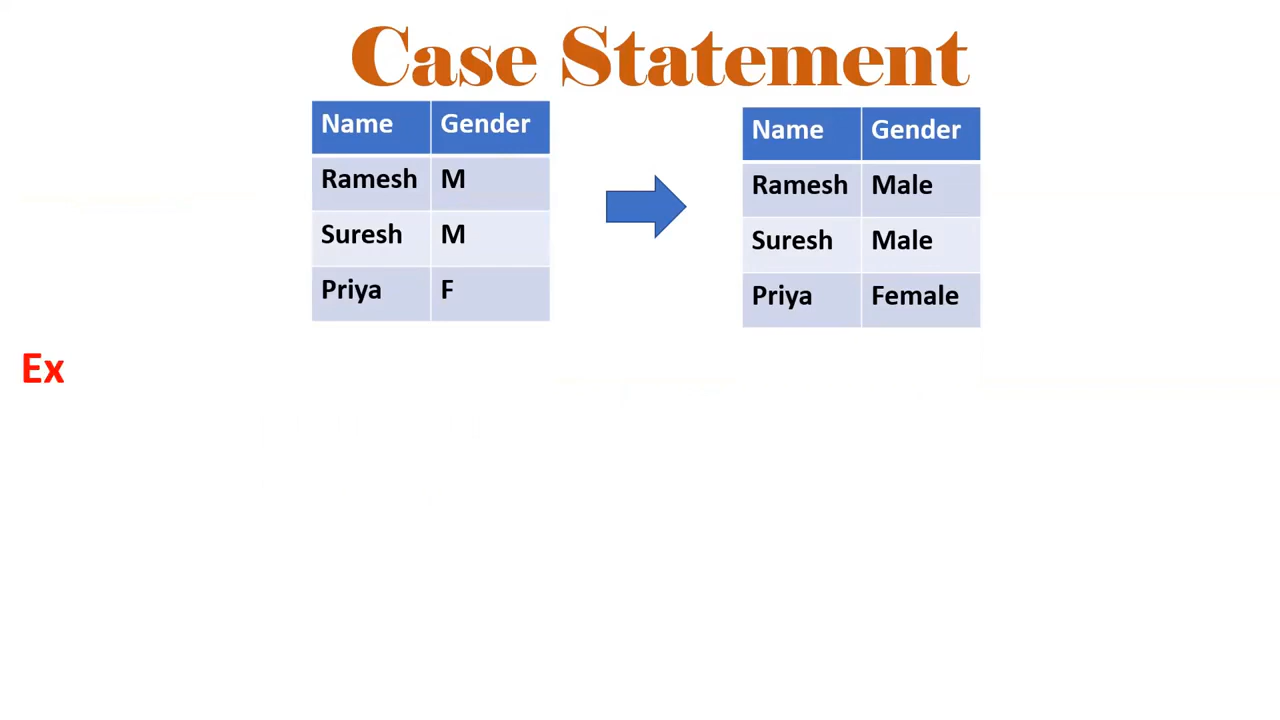 Case Statement
Name Gender
Ramesh M
Suresh M
Priya F
Name Gender
Ramesh Male
Suresh Male
Priya Female
Ex